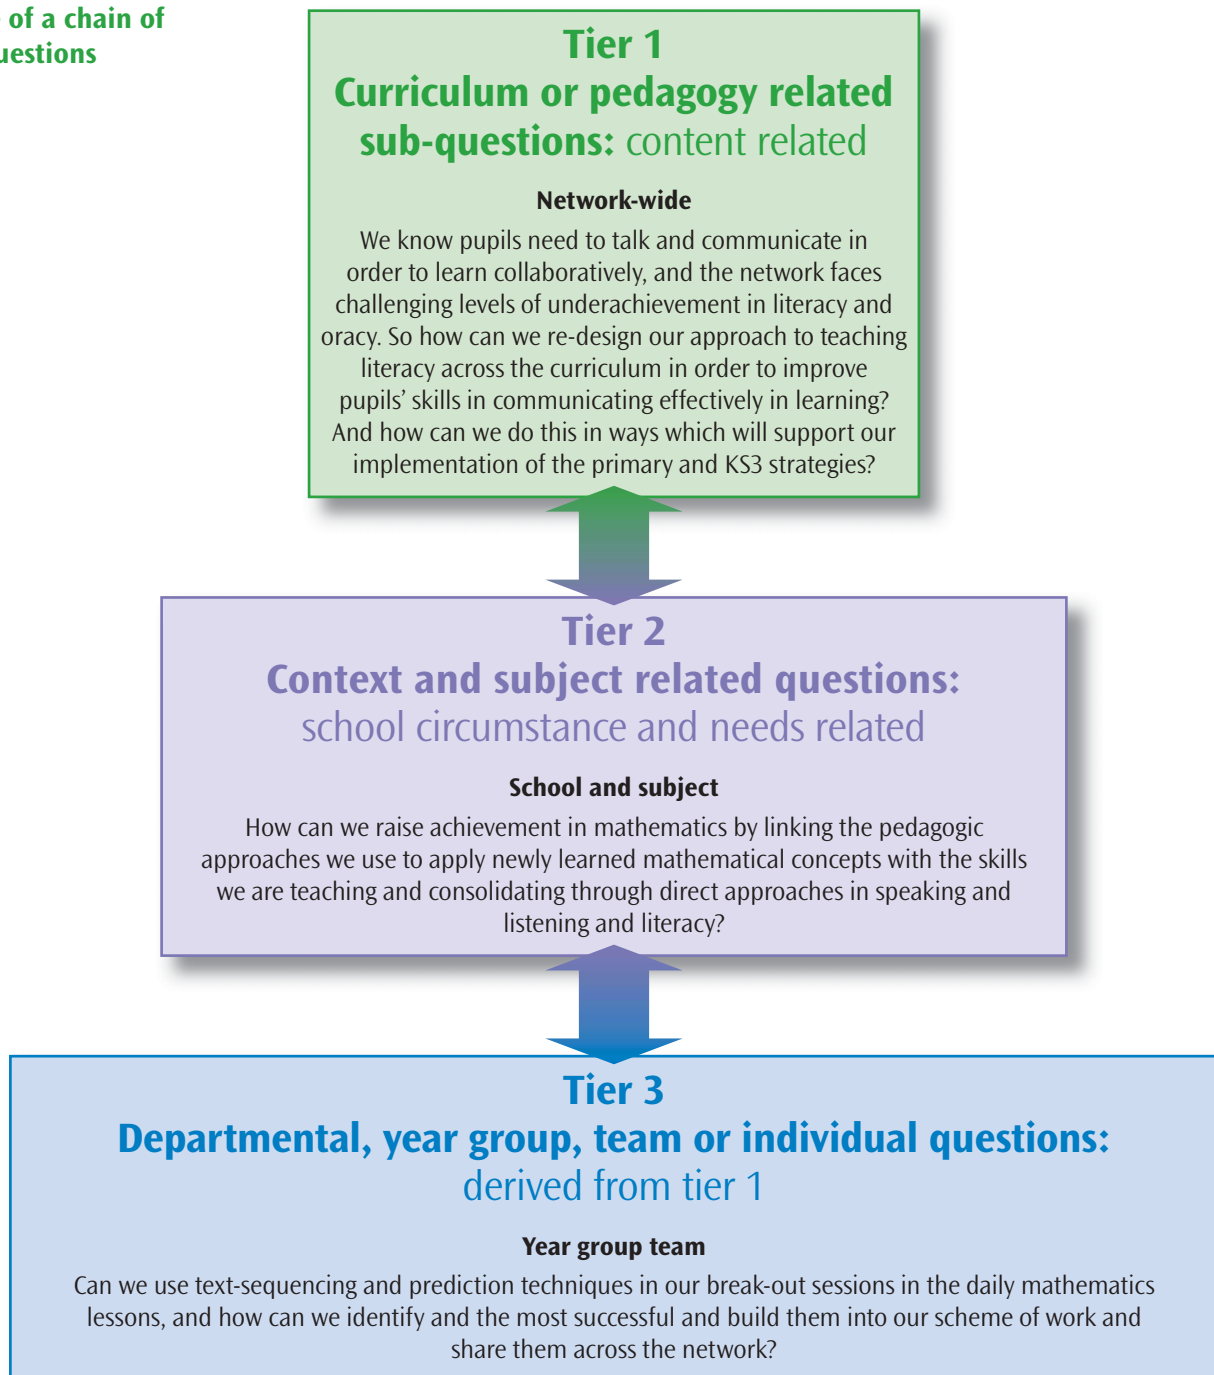 of a chain of
uestions
Tier 1
Curriculum or pedagogy related
sub-questions: content related
Network-wide
We know pupils need to talk and communicate in
order to learn collaboratively, and the network faces
challenging levels of underachievement in literacy and
oracy. So how can we re-design our approach to teaching
literacy across the curriculum in order to improve
pupils’ skills in communicating effectively in learning?
And how can we do this in ways which will support our
implementation of the primary and KS3 strategies?
Tier 2
Context and subject related questions:
school circumstance and needs related
School and subject
How can we raise achievement in mathematics by linking the pedagogic
approaches we use to apply newly learned mathematical concepts with the skills
we are teaching and consolidating through direct approaches in speaking and
listening and literacy?
Tier 3
Departmental, year group, team or individual questions:
derived from tier 1
Year group team
Can we use text-sequencing and prediction techniques in our break-out sessions in the daily mathematics
lessons, and how can we identify and the most successful and build them into our scheme of work and
share them across the network?